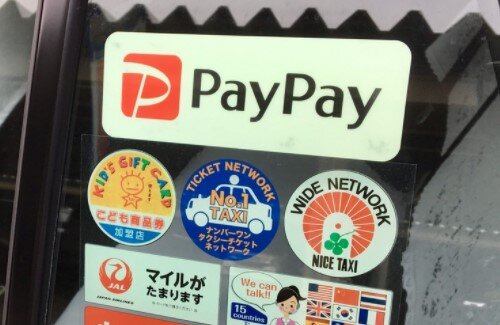 PayPay
KID'S GIFT CARD
こども商品券
加盟店
TICKET NETWORK
No.1
TAXI
ナンバーワン
タクシーチケット
ネットワーク
WIDE NETWORK
NICE TAXI
JAL
JAPAN AIRLINES
マイルが
たまります
We can
talk!!
15
countries